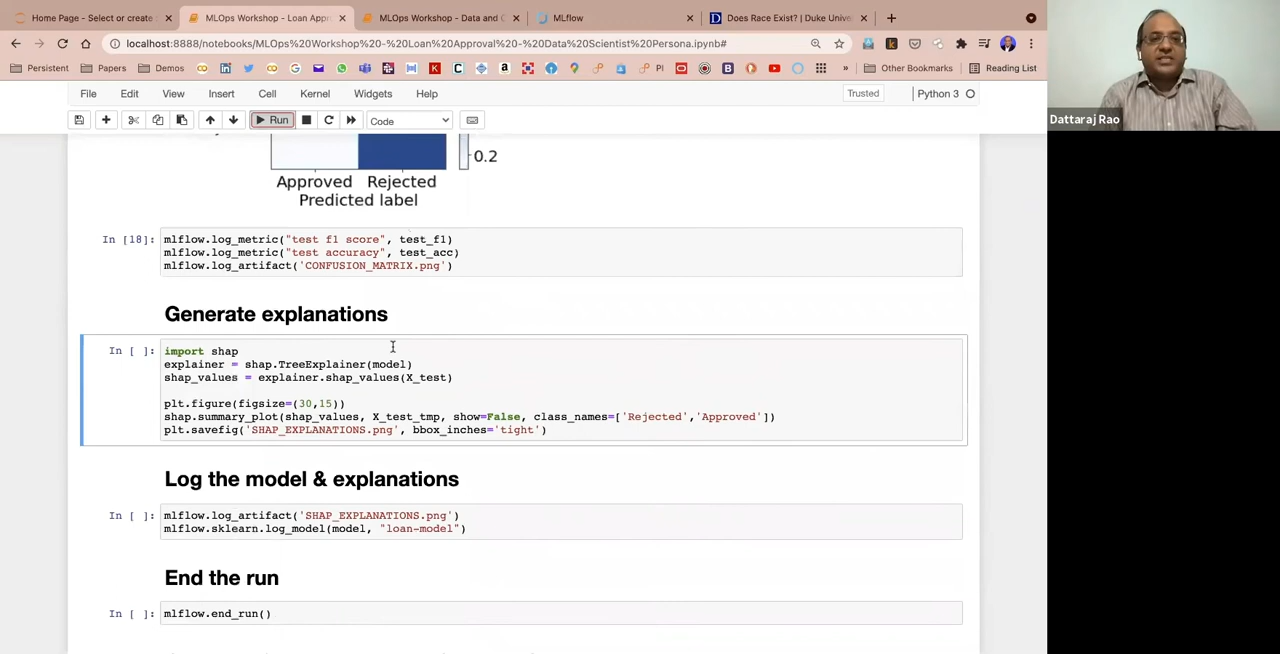 Home Page - Select or create
MLOps Workshop - Loan Appr
MLOps Workshop - Data and C
MLflow
Does Race Exist? | Duke Unive
localhost:8888/notebooks/MLOps%20Workshop%20-%20Loan%20Approval%20-%20Data%20Scientist%20Persona.ipynb#
Persistent
Papers
Demos
PI
Other Bookmarks
Reading List
File Edit View Insert Cell Kernel Widgets Help
Trusted
Python 3
Run
Code
0.2
Approved Rejected
Predicted label
In [18]:
mlflow.log_metric("test f1 score", test_f1)
mlflow.log_metric("test accuracy", test_acc)
mlflow.log_artifact('CONFUSION_MATRIX.png')
Generate explanations
In [ ]:
import shap
explainer = shap.TreeExplainer(model)
shap_values = explainer.shap_values(X_test)
plt.figure(figsize=(30,15))
shap.summary_plot(shap_values, X_test_tmp, show=False, class_names=['Rejected','Approved'])
plt.savefig('SHAP_EXPLANATIONS.png', bbox_inches='tight')
Log the model & explanations
In [ ]:
mlflow.log_artifact('SHAP_EXPLANATIONS.png')
mlflow.sklearn.log_model(model, "loan-model")
End the run
In [ ]:
mlflow.end_run()
Dattaraj Rao